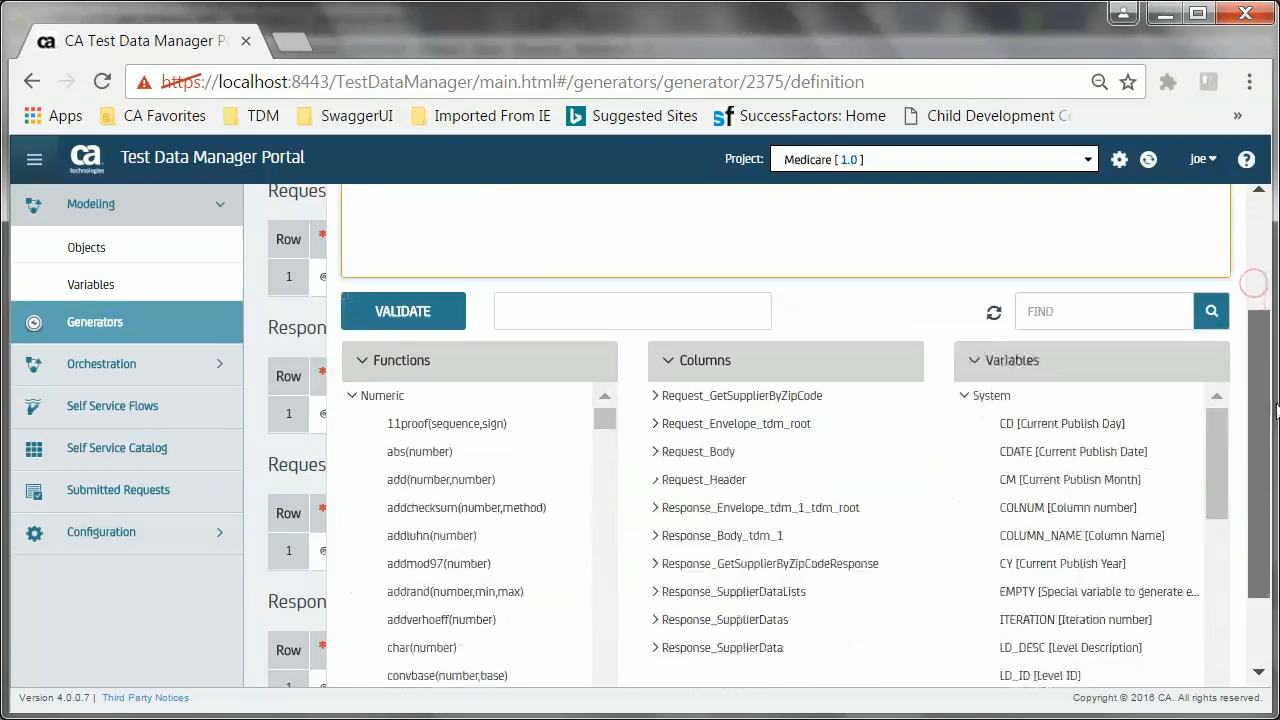 CA Test Data Manager P
https://localhost:8443/TestDataManager/main.html#/generators/generator/2375/definition
Apps CA Favorites TDM SwaggerUI Imported From IE Suggested Sites SuccessFactors: Home Child Development Ce »
ca technologies Test Data Manager Portal Project: Medicare [ 1.0 ] Joe
Modeling
Objects
Variables
Generators
Orchestration
Self Service Flows
Self Service Catalog
Submitted Requests
Configuration
Reques
Row *
1 @
Respon
Row *
1 @
Reques
Row *
1 @
Respon
Row *
1
VALIDATE FIND
Functions
Numeric
11proof(sequence,sign)
abs(number)
add(number,number)
addchecksum(number,method)
addluhn(number)
addmod97(number)
addrand(number,min,max)
addverhoeff(number)
char(number)
convbase(number,base)
Columns
Request_GetSupplierByZipCode
Request_Envelope_tdm_root
Request_Body
Request_Header
Response_Envelope_tdm_1_tdm_root
Response_Body_tdm_1
Response_GetSupplierByZipCodeResponse
Response_SupplierDataLists
Response_SupplierDatas
Response_SupplierData
Variables
System
CD [Current Publish Day]
CDATE [Current Publish Date]
CM [Current Publish Month]
COLNUM [Column number]
COLUMN_NAME [Column Name]
CY [Current Publish Year]
EMPTY [Special variable to generate e...
ITERATION [Iteration number]
LD_DESC [Level Description]
LD_ID [Level ID]
Version 4.0.0.7 | Third Party Notices Copyright © 2016 CA. All rights reserved.